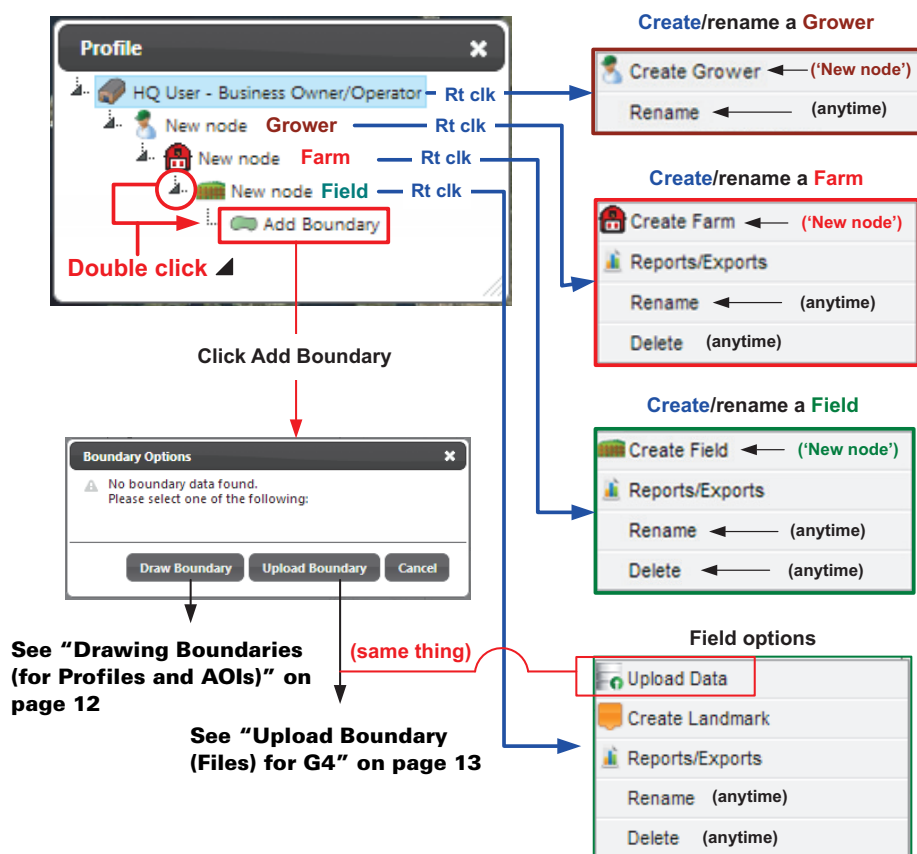 Profile
HQ User - Business Owner/Operator
Rt clk
New node Grower
Rt clk
New node Farm
Rt clk
New node Field
Rt clk
Add Boundary
Double click
Click Add Boundary
Boundary Options
No boundary data found.
Please select one of the following:
Draw Boundary
Upload Boundary
Cancel
See “Drawing Boundaries
(for Profiles and AOIs)” on
page 12
(same thing)
See “Upload Boundary
(Files) for G4” on page 13
Create/rename a Grower
Create Grower (‘New node’)
Rename (anytime)
Create/rename a Farm
Create Farm (‘New node’)
Reports/Exports
Rename (anytime)
Delete (anytime)
Create/rename a Field
Create Field (‘New node’)
Reports/Exports
Rename (anytime)
Delete (anytime)
Field options
Upload Data
Create Landmark
Reports/Exports
Rename (anytime)
Delete (anytime)